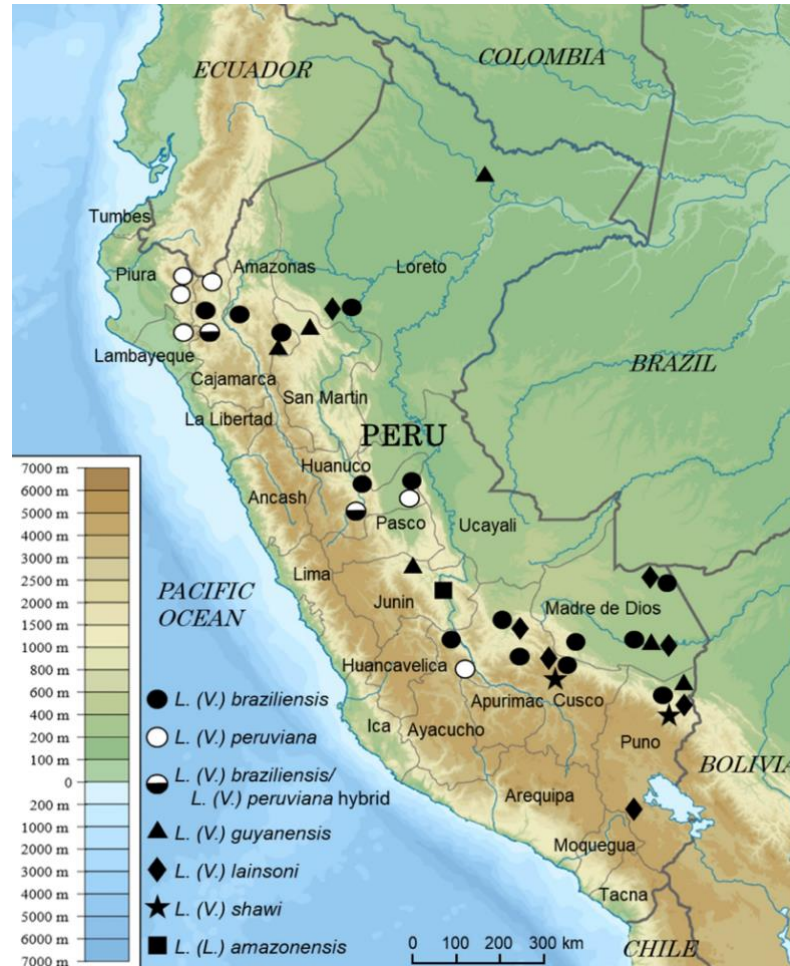 COLOMBIA
ECUADOR
Tumbes
Piura
Amazonas
Loreto
Lambayeque
Cajamarca
San Martin
La Libertad
BRAZIL
PERU
Huanuco
Ancash
Pasco
Ucayali
Lima
Junin
Madre de Dios
PACIFIC
OCEAN
Huancavelica
Apurimac
Cusco
Ica
Ayacucho
Puno
BOLIVIA
Arequipa
Moquegua
Tacna
CHILE
7000 m
6000 m
5000 m
4000 m
3000 m
2500 m
2000 m
1500 m
1000 m
800 m
600 m
400 m
200 m
100 m
0
200 m
1000 m
2000 m
3000 m
4000 m
5000 m
6000 m
7000 m
L. (V.) braziliensis
L. (V.) peruviana
L. (V.) braziliensis/
L. (V.) peruviana hybrid
L. (V.) guyanensis
L. (V.) lainsoni
L. (V.) shawi
L. (L.) amazonensis
0 100 200 300 km